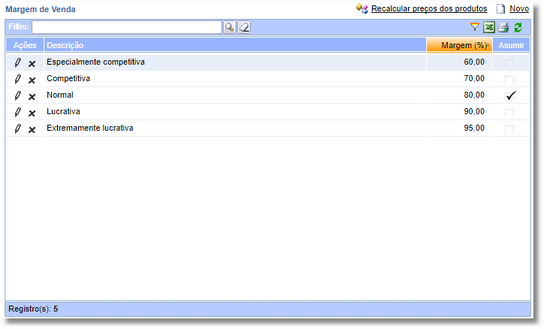 Margem de Venda Recalcular preços dos produtos Novo
Filtro:
Ações Descrição Margem (%) Asumir
Especialmente competitiva 60,00
Competitiva 70,00
Normal 80,00
Lucrativa 90,00
Extremamente lucrativa 95,00
Registro(s): 5